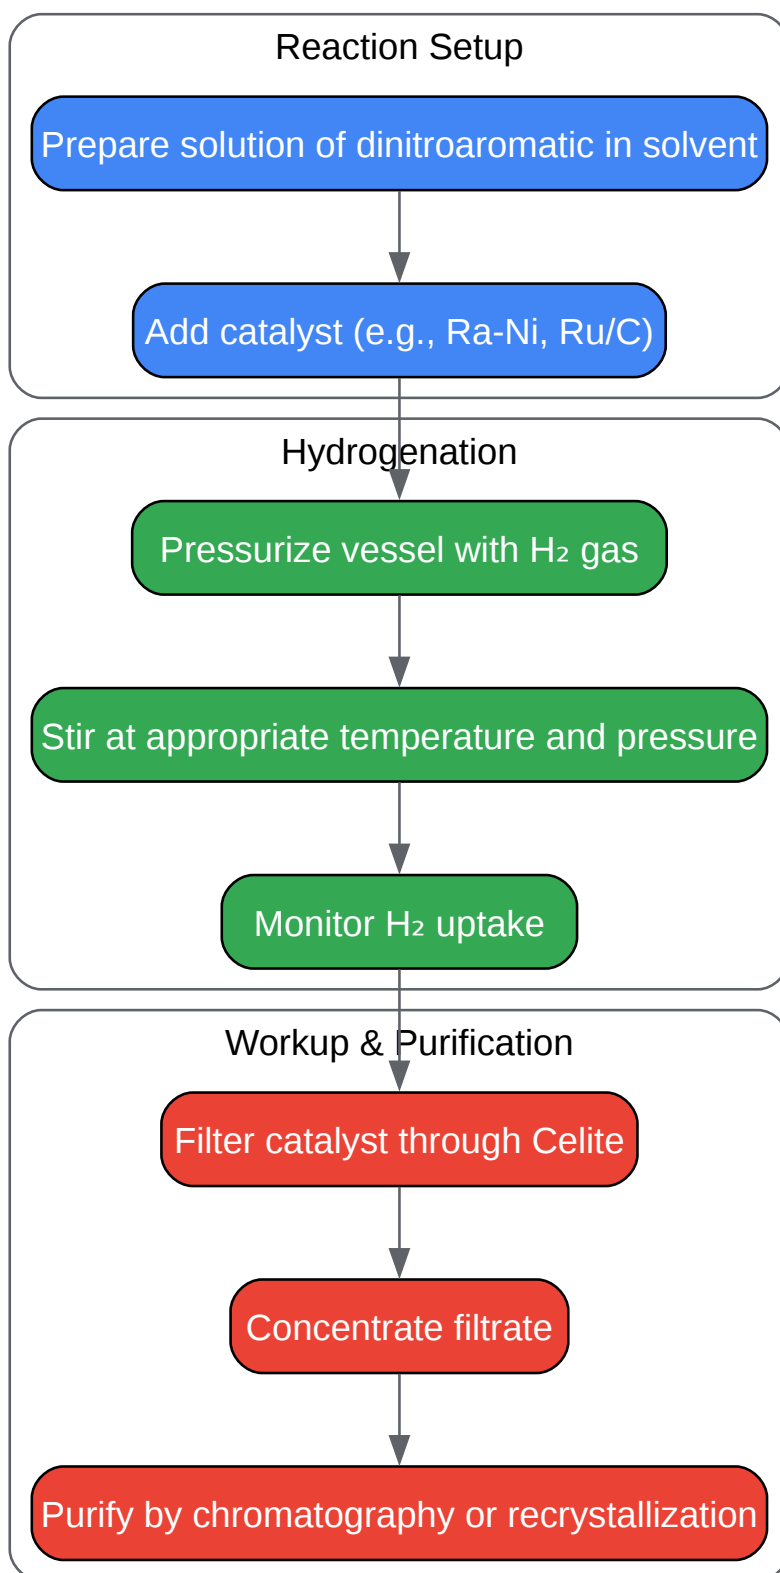 Reaction Setup
Prepare solution of dinitroaromatic in solvent
Add catalyst (e.g., Ra-Ni, Ru/C)
Hydrogenation
Pressurize vessel with H₂ gas
Stir at appropriate temperature and pressure
Monitor H₂ uptake
Workup & Purification
Filter catalyst through Celite
Concentrate filtrate
Purify by chromatography or recrystallization